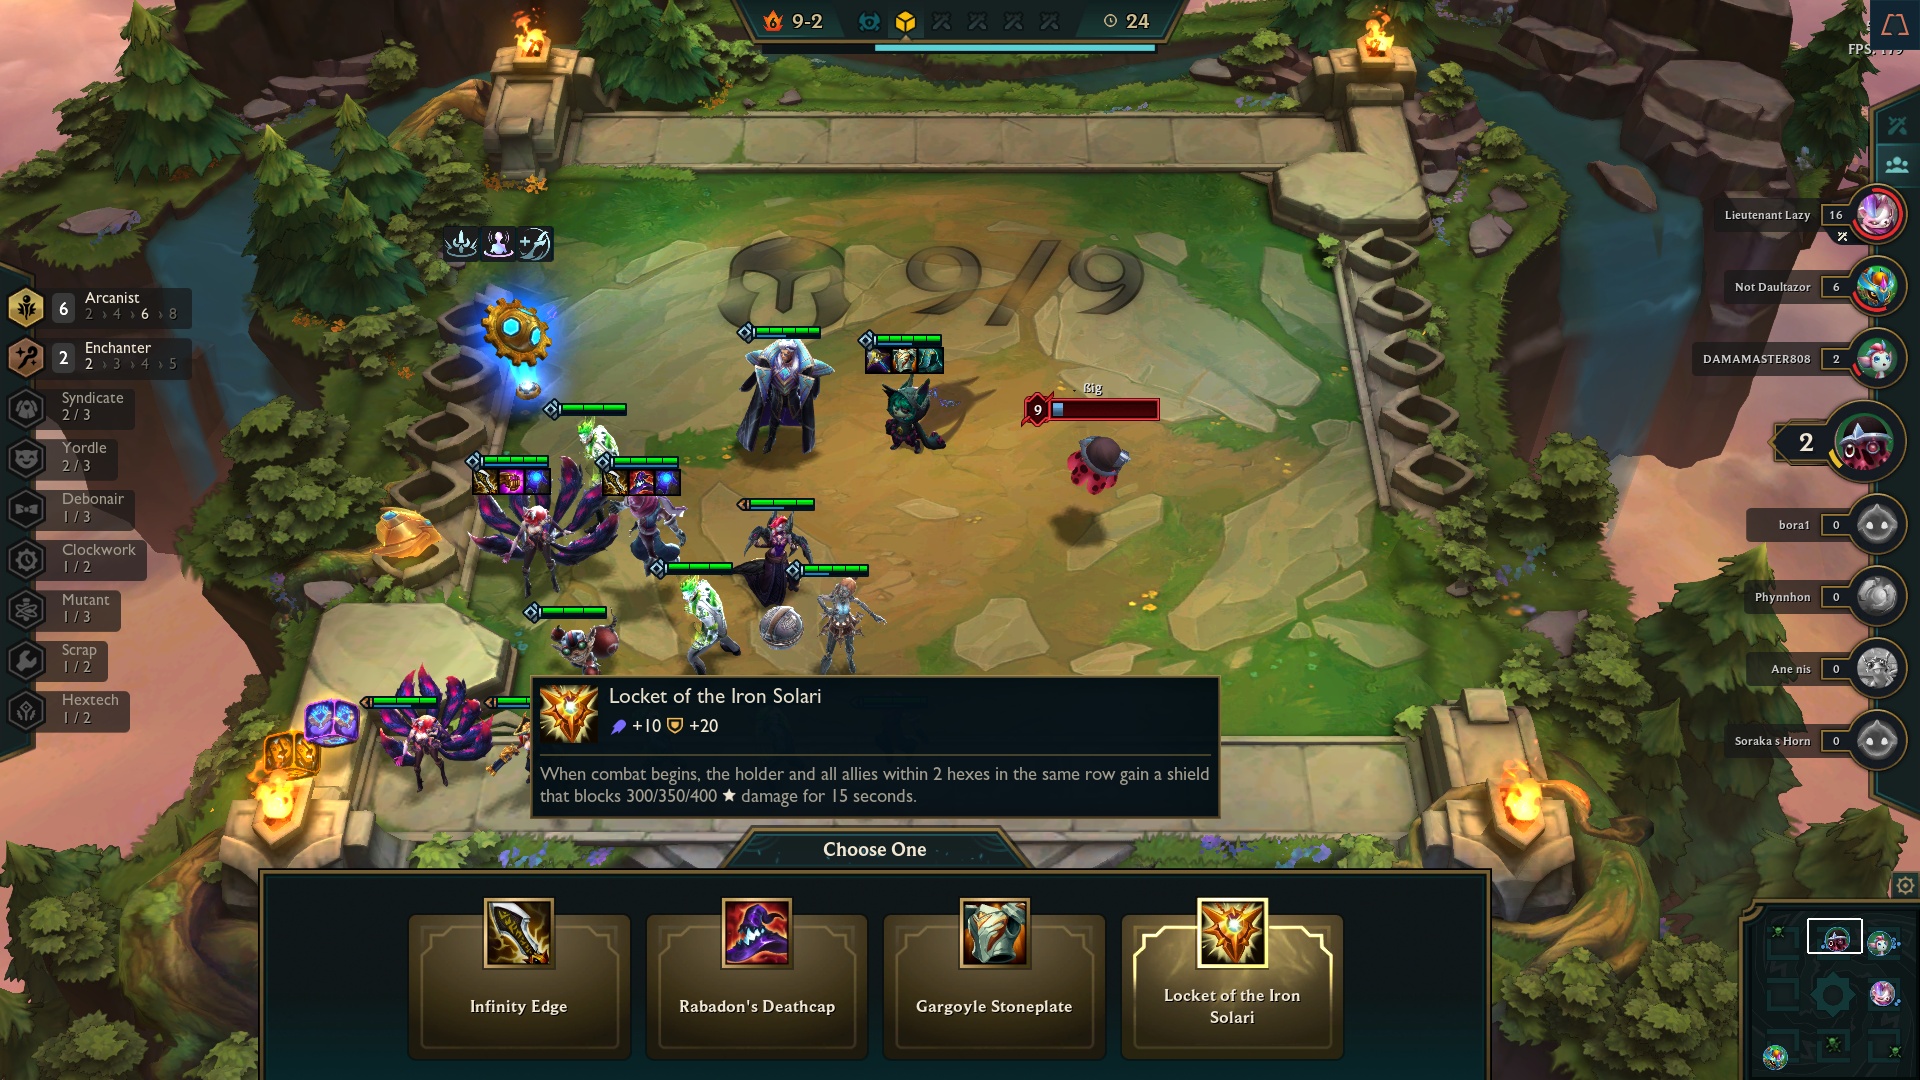 9-2
24
FPS: 179
9/9
Lieutenant Lazy 16
Not Daultazor 6
DAMAMASTER808 2
2
bora1 0
Phynnhon 0
Ane nis 0
Soraka s Horn 0
6 Arcanist
2 › 4 › 6 › 8
2 Enchanter
2 › 3 › 4 › 5
Syndicate
2 / 3
Yordle
2 / 3
Debonair
1 / 3
Clockwork
1 / 2
Mutant
1 / 3
Scrap
1 / 2
Hextech
1 / 2
9
Locket of the Iron Solari
+10 +20
When combat begins, the holder and all allies within 2 hexes in the same row gain a shield
that blocks 300/350/400 ★ damage for 15 seconds.
Choose One
Infinity Edge
Rabadon's Deathcap
Gargoyle Stoneplate
Locket of the Iron
Solari